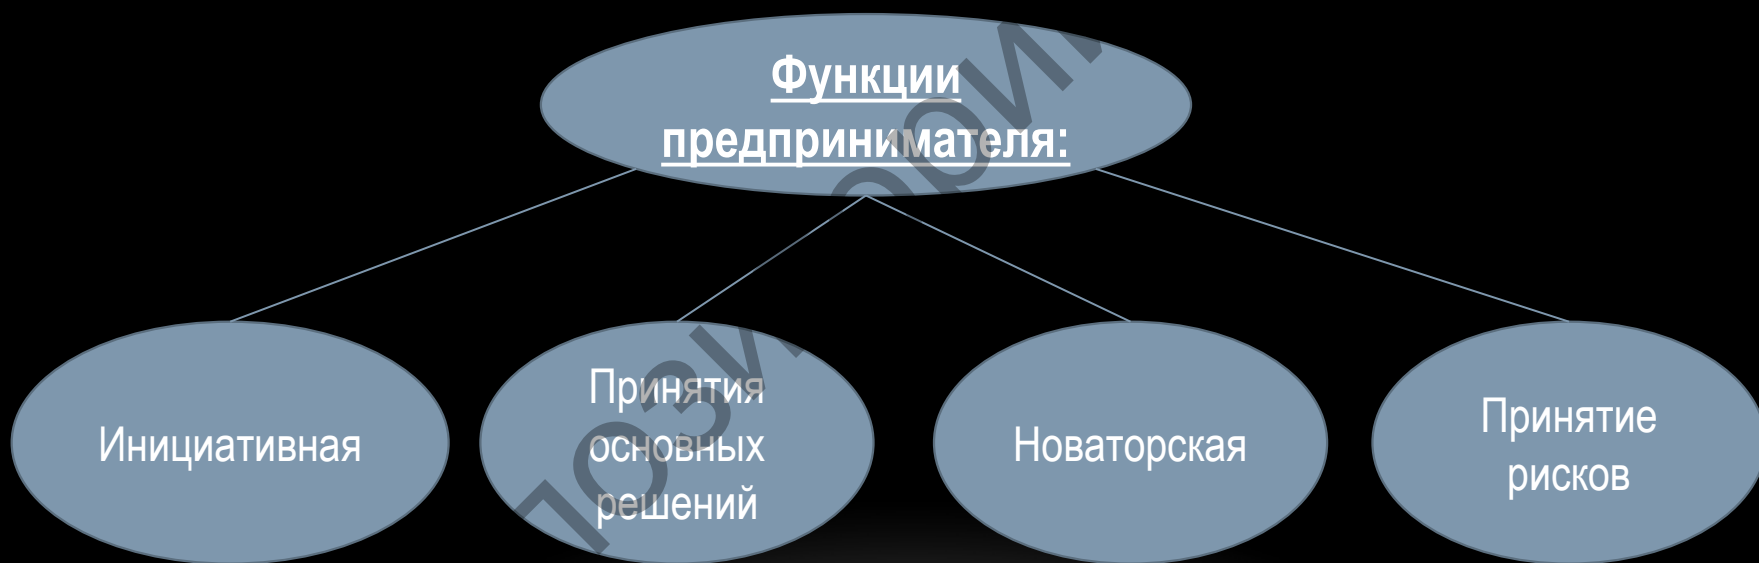 Функции
предпринимателя:
Инициативная
Принятия
основных
решений
Новаторская
Принятие
рисков